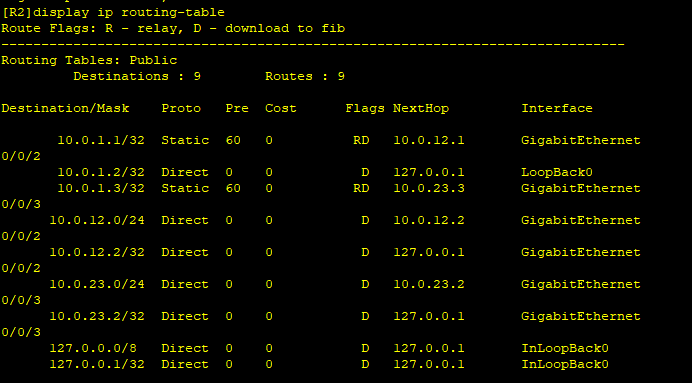 [R2]display ip routing-table
Route Flags: R - relay, D - download to fib
------------------------------------------------------------------------------
Routing Tables: Public
         Destinations : 9        Routes : 9

Destination/Mask    Proto   Pre  Cost      Flags NextHop         Interface

       10.0.1.1/32  Static  60   0          RD   10.0.12.1       GigabitEthernet
0/0/2
       10.0.1.2/32  Direct  0    0           D   127.0.0.1       LoopBack0
       10.0.1.3/32  Static  60   0          RD   10.0.23.3       GigabitEthernet
0/0/3
      10.0.12.0/24  Direct  0    0           D   10.0.12.2       GigabitEthernet
0/0/2
      10.0.12.2/32  Direct  0    0           D   127.0.0.1       GigabitEthernet
0/0/2
      10.0.23.0/24  Direct  0    0           D   10.0.23.2       GigabitEthernet
0/0/3
      10.0.23.2/32  Direct  0    0           D   127.0.0.1       GigabitEthernet
0/0/3
      127.0.0.0/8   Direct  0    0           D   127.0.0.1       InLoopBack0
      127.0.0.1/32  Direct  0    0           D   127.0.0.1       InLoopBack0